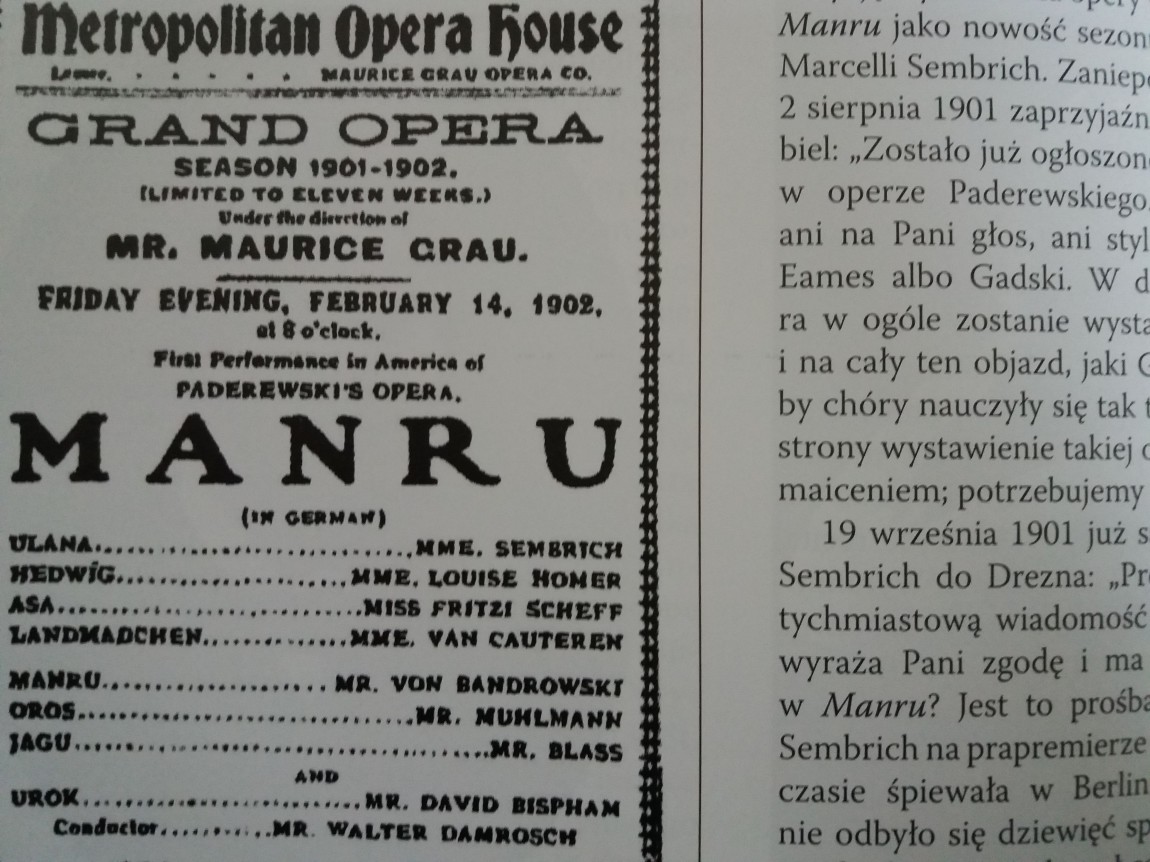 Metropolitan Opera House
Lessee, . . . . . MAURICE GRAU OPERA CO.
GRAND OPERA
SEASON 1901-1902.
(LIMITED TO ELEVEN WEEKS.)
Under the direction of
MR. MAURICE GRAU.
FRIDAY EVENING, FEBRUARY 14, 1902,
at 8 o'clock,
First Performance in America of
PADEREWSKI'S OPERA,
MANRU
(IN GERMAN)
ULANA..............................MME. SEMBRICH
HEDWIG........................MME. LOUISE HOMER
ASA..............................MISS FRITZI SCHEFF
LANDMADCHEN...............MME. VAN CAUTEREN
MANRU........................MR. VON BANDROWSKI
OROS..................................MR. MUHLMANN
JAGU........................................MR. BLASS
AND
UROK...........................MR. DAVID BISPHAM
Conductor...........MR. WALTER DAMROSCH
Manru jako nowość sezon
Marcelli Sembrich. Zaniep
2 sierpnia 1901 zaprzyjaźn
biel: „Zostało już ogłoszon
w operze Paderewskiego,
ani na Pani głos, ani styl
Eames albo Gadski. W d
ra w ogóle zostanie wysta
i na cały ten objazd, jaki G
by chóry nauczyły się tak t
strony wystawienie takiej o
maiceniem; potrzebujemy
19 września 1901 już s
Sembrich do Drezna: „Pr
tychmiastową wiadomość
wyraża Pani zgodę i ma
w Manru? Jest to prośba
Sembrich na prapremierze
czasie śpiewała w Berlin
nie odbyło się dziewięć sp